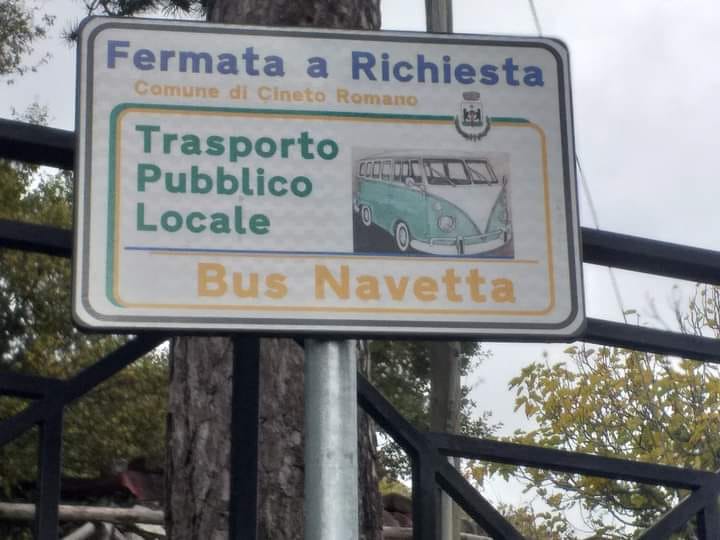 Fermata a Richiesta
Comune di Cineto Romano
Trasporto
Pubblico
Locale
Bus Navetta